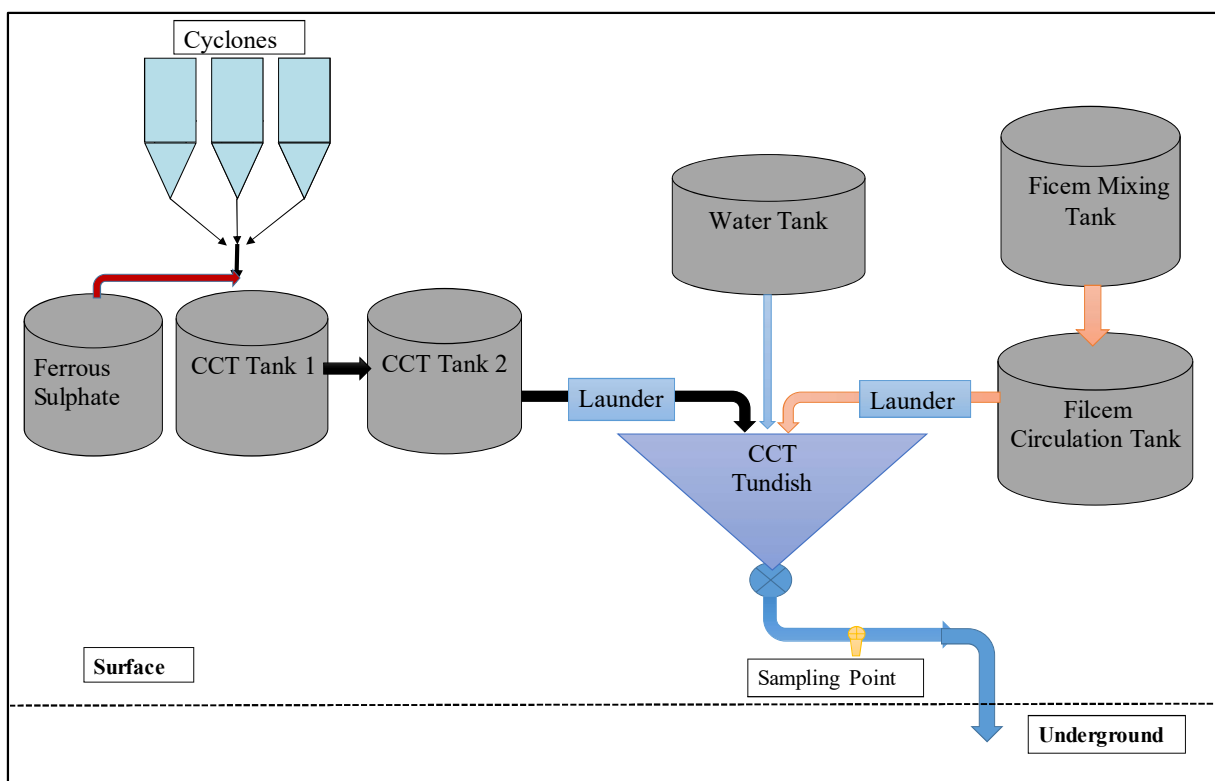 Cyclones
Ficem Mixing
Tank
Water Tank
Ferrous
Sulphate
CCT Tank 1
CCT Tank 2
Launder
Launder
Filcem
Circulation Tank
CCT
Tundish
Surface
Sampling Point
Underground